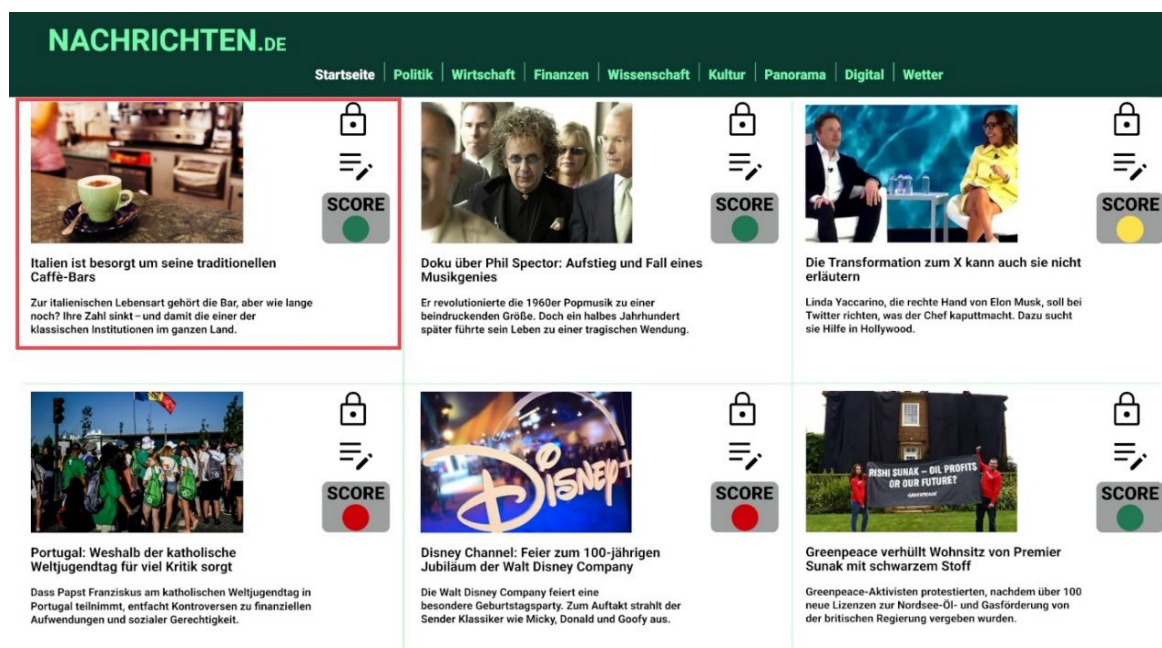 NACHRICHTEN.DE
Startseite Politik Wirtschaft Finanzen Wissenschaft Kultur Panorama Digital Wetter
SCORE
Italien ist besorgt um seine traditionellen
Caffè-Bars
Zur italienischen Lebensart gehört die Bar, aber wie lange
noch? Ihre Zahl sinkt – und damit die einer der
klassischen Institutionen im ganzen Land.
SCORE
Doku über Phil Spector: Aufstieg und Fall eines
Musikgenies
Er revolutionierte die 1960er Popmusik zu einer
beindruckenden Größe. Doch ein halbes Jahrhundert
später führte sein Leben zu einer tragischen Wendung.
SCORE
Die Transformation zum X kann auch sie nicht
erläutern
Linda Yaccarino, die rechte Hand von Elon Musk, soll bei
Twitter richten, was der Chef kaputtmacht. Dazu sucht
sie Hilfe in Hollywood.
SCORE
Portugal: Weshalb der katholische
Weltjugendtag für viel Kritik sorgt
Dass Papst Franziskus am katholischen Weltjugendtag in
Portugal teilnimmt, entfacht Kontroversen zu finanziellen
Aufwendungen und sozialer Gerechtigkeit.
Disney+
SCORE
Disney Channel: Feier zum 100-jährigen
Jubiläum der Walt Disney Company
Die Walt Disney Company feiert eine
besondere Geburtstagsparty. Zum Auftakt strahlt der
Sender Klassiker wie Micky, Donald und Goofy aus.
RISHI SUNAK – OIL PROFITS
OR OUR FUTURE?
GREENPEACE
SCORE
Greenpeace verhüllt Wohnsitz von Premier
Sunak mit schwarzem Stoff
Greenpeace-Aktivisten protestierten, nachdem über 100
neue Lizenzen zur Nordsee-Öl- und Gasförderung von
der britischen Regierung vergeben wurden.